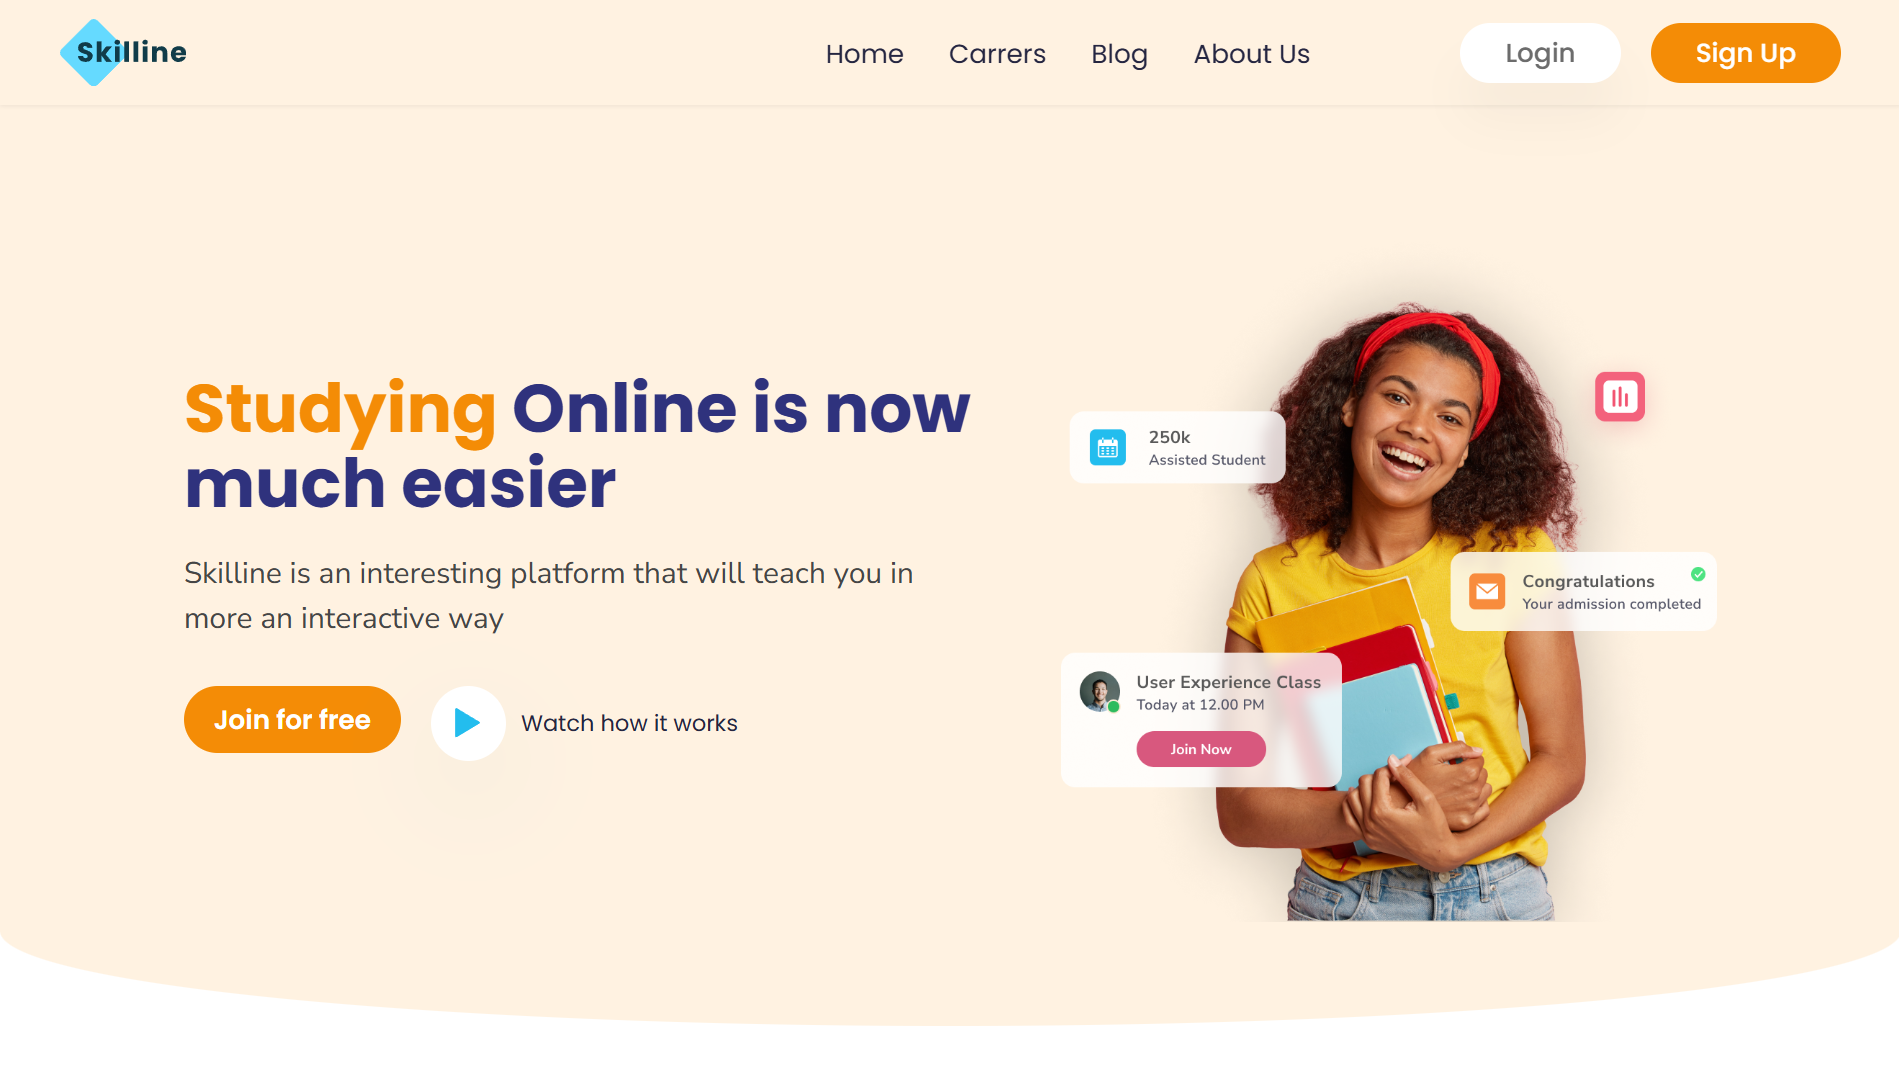 Skilline
Home
Carrers
Blog
About Us
Login
Sign Up
Studying Online is now
much easier
Skilline is an interesting platform that will teach you in
more an interactive way
Join for free
Watch how it works
250k
Assisted Student
Congratulations
Your admission completed
User Experience Class
Today at 12.00 PM
Join Now